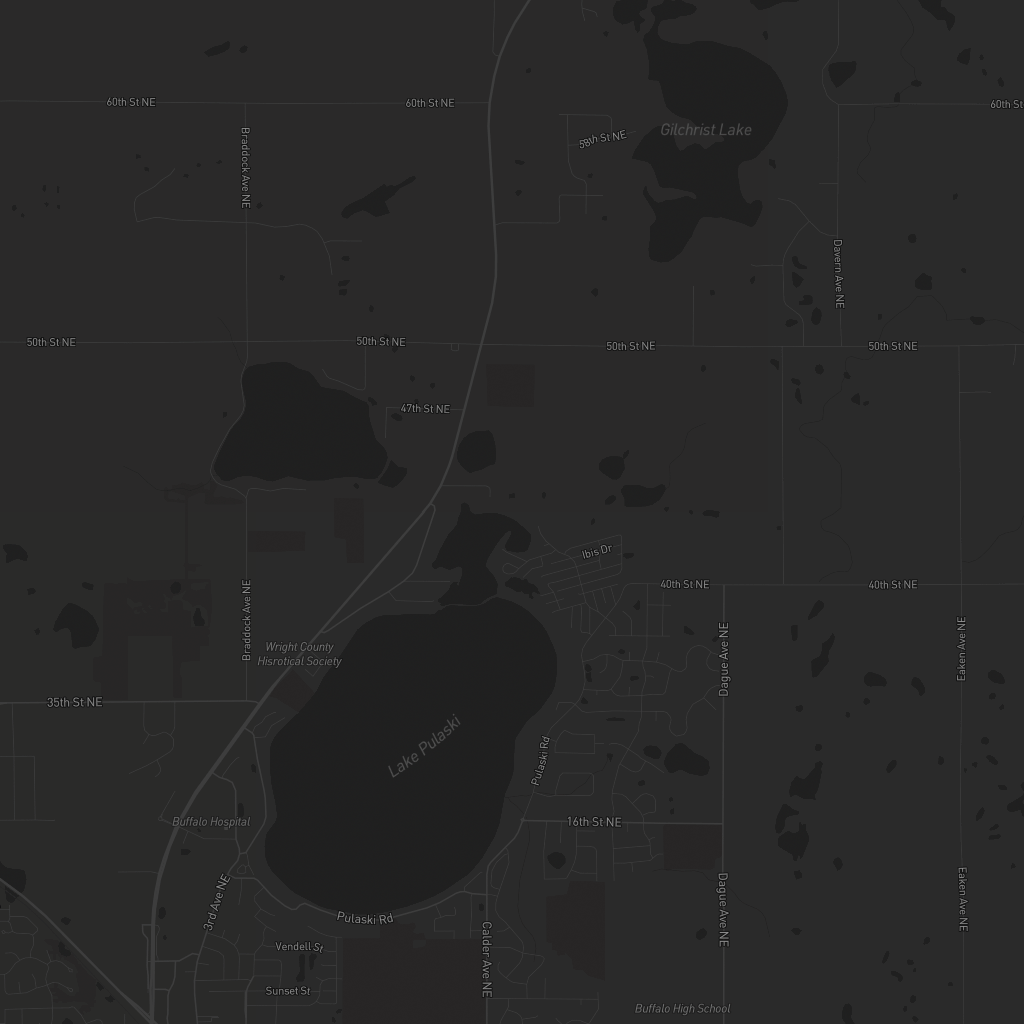 60th St NE
60th St NE
60th St
Gilchrist Lake
58th St NE
Braddock Ave NE
Davern Ave NE
50th St NE
50th St NE
50th St NE
50th St NE
47th St NE
Ibis Dr
40th St NE
40th St NE
Braddock Ave NE
Wright County
Hisrotical Society
Dague Ave NE
Eaken Ave NE
35th St NE
Lake Pulaski
Pulaski Rd
Buffalo Hospital
16th St NE
3rd Ave NE
Pulaski Rd
Dague Ave NE
Eaken Ave NE
Vendell St
Calder Ave NE
Sunset St
Buffalo High School